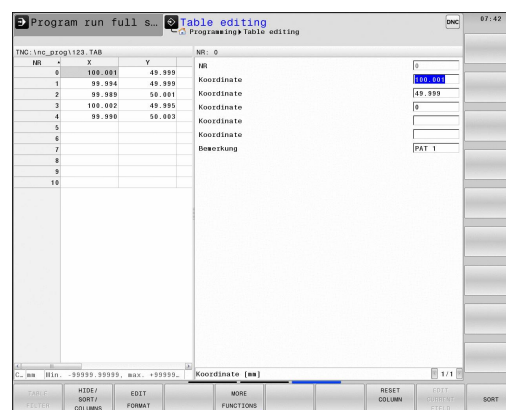 Program run full s…
Table editing
Programming▸Table editing
DNC
07:42
TNC:\nc_prog\123.TAB
NR X Y
0 100.001 49.999
1 99.994 49.999
2 99.989 50.001
3 100.002 49.995
4 99.990 50.003
5
6
7
8
9
10
NR: 0
NR 0
Koordinate 100.001
Koordinate 49.999
Koordinate 0
Koordinate
Koordinate
Bemerkung PAT 1
C… mm Min. -99999.99999, max. +99999…
Koordinate [mm]
1/1
TABLE FILTER
HIDE/ SORT/ COLUMNS
EDIT FORMAT
MORE FUNCTIONS
RESET COLUMN
EDIT CURRENT FIELD
SORT